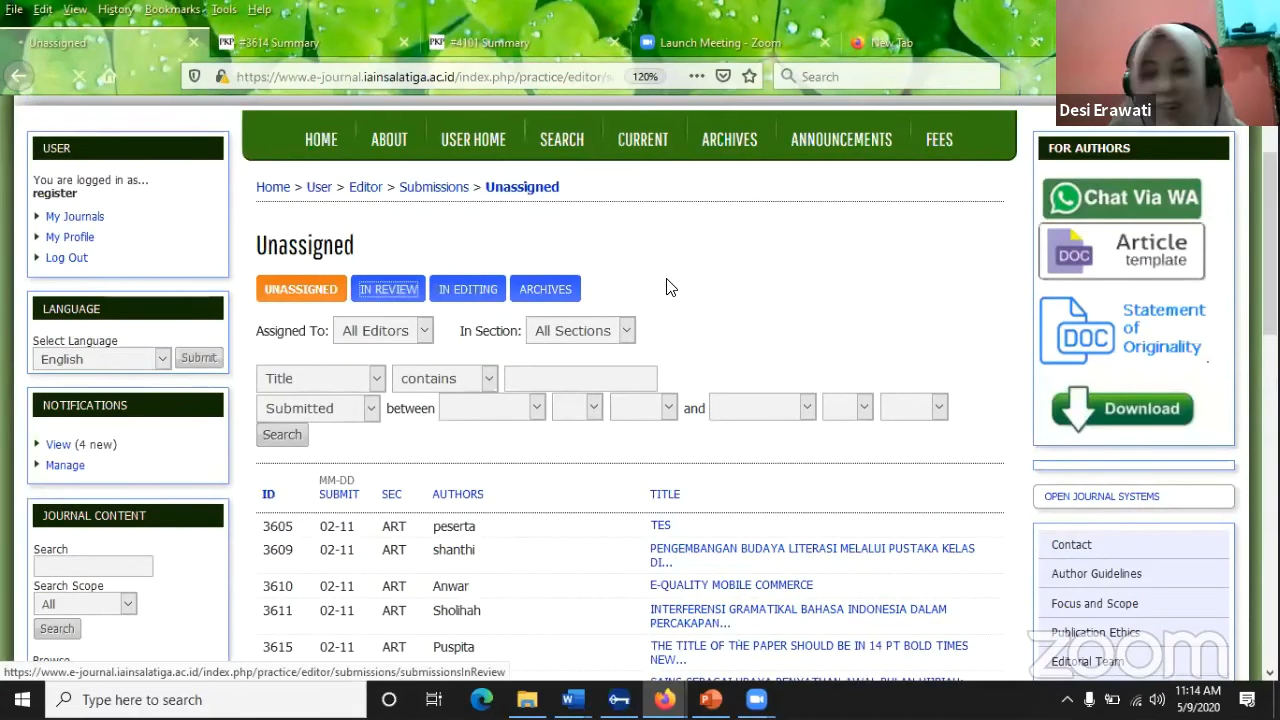 File Edit View History Bookmarks Tools Help
Unassigned
PKP #3614 Summary
PKP #4101 Summary
Launch Meeting - Zoom
New Tab
https://www.e-journal.iainsalatiga.ac.id/index.php/practice/editor/s
120%
Search
Desi Erawati
HOME ABOUT USER HOME SEARCH CURRENT ARCHIVES ANNOUNCEMENTS FEES
USER
You are logged in as...
register
My Journals
My Profile
Log Out
LANGUAGE
Select Language
English Submit
NOTIFICATIONS
View (4 new)
Manage
JOURNAL CONTENT
Search
Search Scope
All
Search
Browse
Home > User > Editor > Submissions > Unassigned
Unassigned
UNASSIGNED IN REVIEW IN EDITING ARCHIVES
Assigned To: All Editors In Section: All Sections
Title contains
Submitted between and
Search
MM-DD
ID SUBMIT SEC AUTHORS TITLE
3605 02-11 ART peserta TES
3609 02-11 ART shanthi PENGEMBANGAN BUDAYA LITERASI MELALUI PUSTAKA KELAS
DI...
3610 02-11 ART Anwar E-QUALITY MOBILE COMMERCE
3611 02-11 ART Sholihah INTERFERENSI GRAMATIKAL BAHASA INDONESIA DALAM
PERCAKAPAN...
3615 02-11 ART Puspita THE TITLE OF THE PAPER SHOULD BE IN 14 PT BOLD TIMES
NEW...
FOR AUTHORS
Chat Via WA
DOC Article
template
DOC Statement
of
Originality
Download
OPEN JOURNAL SYSTEMS
Contact
Author Guidelines
Focus and Scope
Publication Ethics
Editorial Team
zoom
https://www.e-journal.iainsalatiga.ac.id/index.php/practice/editor/submissions/submissionsInReview
Type here to search
11:14 AM
5/9/2020